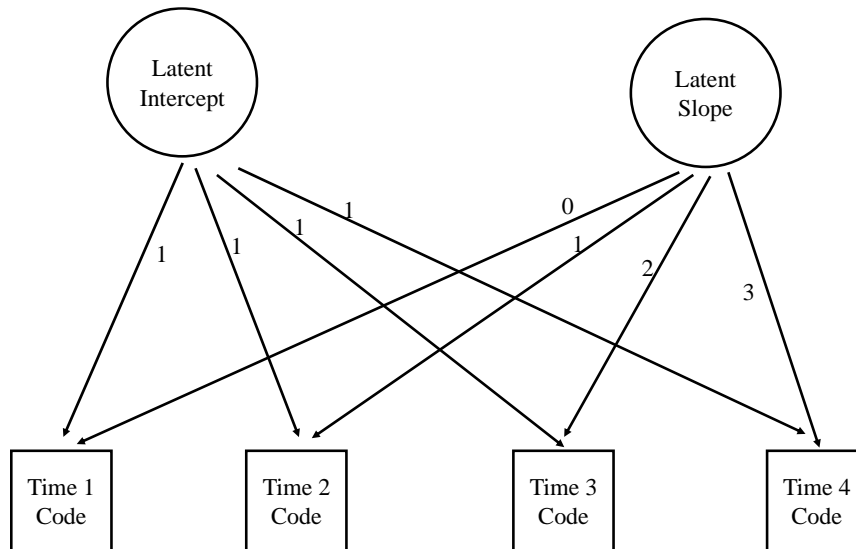 Latent
Intercept
Latent
Slope
1
1
1
1
0
1
2
3
Time 1
Code
Time 2
Code
Time 3
Code
Time 4
Code